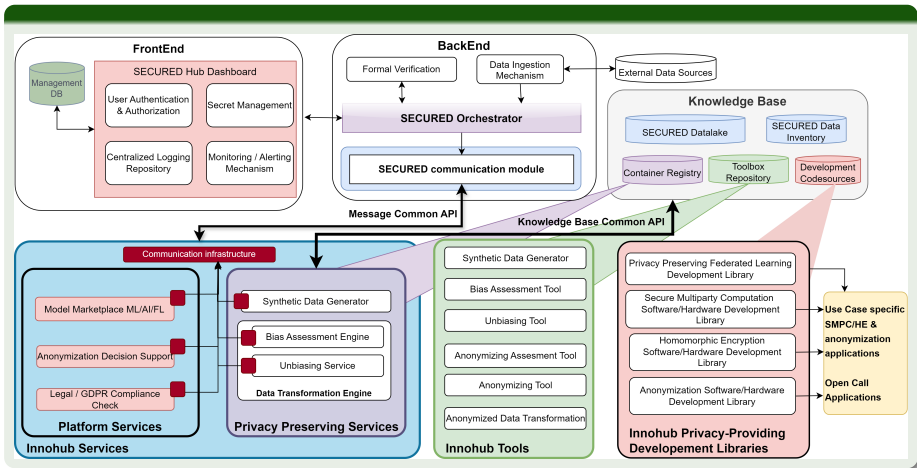 FrontEnd
Management
DB
SECURED Hub Dashboard
User Authentication
& Authorization
Secret Management
Centralized Logging
Repository
Monitoring / Alerting
Mechanism
BackEnd
Formal Verification
Data Ingestion
Mechanism
SECURED Orchestrator
SECURED communication module
External Data Sources
Knowledge Base
SECURED Datalake
SECURED Data
Inventory
Container Registry
Toolbox
Repository
Development
Codesources
Message Common API
Knowledge Base Common API
Communication infrastructure
Model Marketplace ML/AI/FL
Anonymization Decision Support
Legal / GDPR Compliance
Check
Platform Services
Innohub Services
Synthetic Data Generator
Bias Assessment Engine
Unbiasing Service
Data Transformation Engine
Privacy Preserving Services
Synthetic Data Generator
Bias Assessment Tool
Unbiasing Tool
Anonymizing Assesment Tool
Anonymizing Tool
Anonymized Data Transformation
Innohub Tools
Privacy Preserving Federated Learning
Development Library
Secure Multiparty Computation
Software/Hardware Development
Library
Homomorphic Encryption
Software/Hardware Development
Library
Anonymization Software/Hardware
Development Library
Innohub Privacy-Providing
Developement Libraries
Use Case specific
SMPC/HE &
anonymization
applications
Open Call
Applications